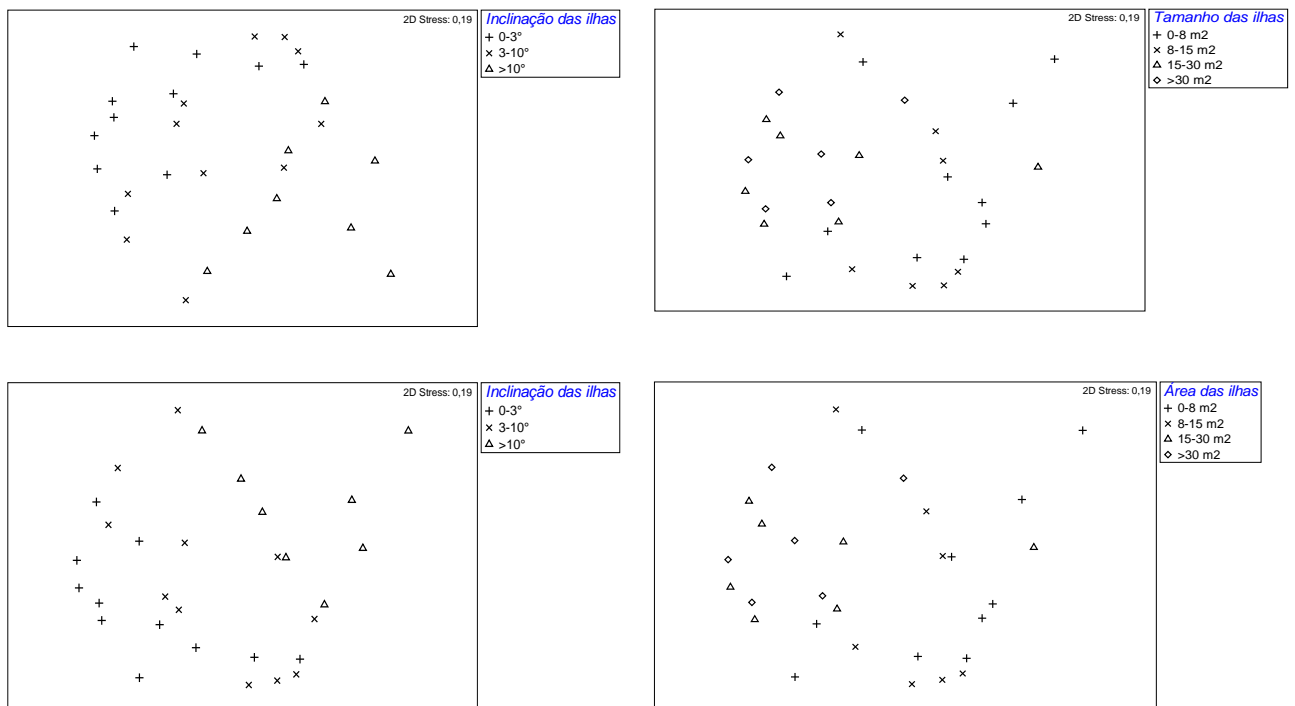 2D Stress: 0,19
Inclinação das ilhas
0-3°
3-10°
>10°
2D Stress: 0,19
Tamanho das ilhas
0-8 m2
8-15 m2
15-30 m2
>30 m2
2D Stress: 0,19
Inclinação das ilhas
0-3°
3-10°
>10°
2D Stress: 0,19
Área das ilhas
0-8 m2
8-15 m2
15-30 m2
>30 m2